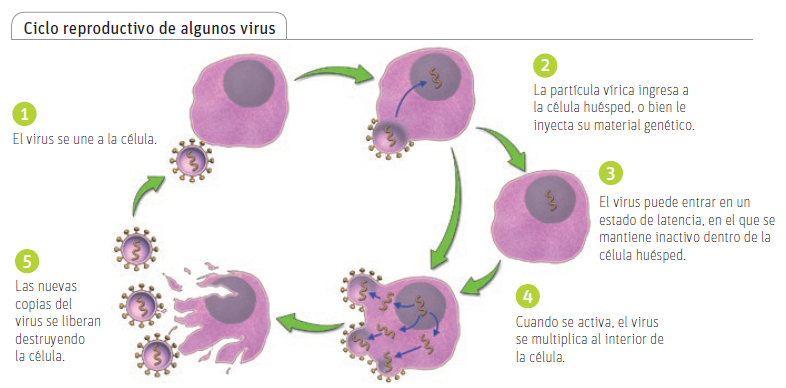 Ciclo reproductivo de algunos virus
1
El virus se une a la célula.
2
La partícula vírica ingresa a
la célula huésped, o bien le
inyecta su material genético.
3
El virus puede entrar en un
estado de latencia, en el que se
mantiene inactivo dentro de la
célula huésped.
4
Cuando se activa, el virus
se multiplica al interior de
la célula.
5
Las nuevas
copias del
virus se liberan
destruyendo
la célula.